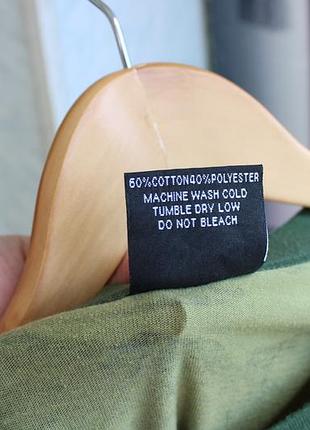 60%COTTON40%POLYESTER
MACHINE WASH COLD
TUMBLE DRY LOW
DO NOT BLEACH